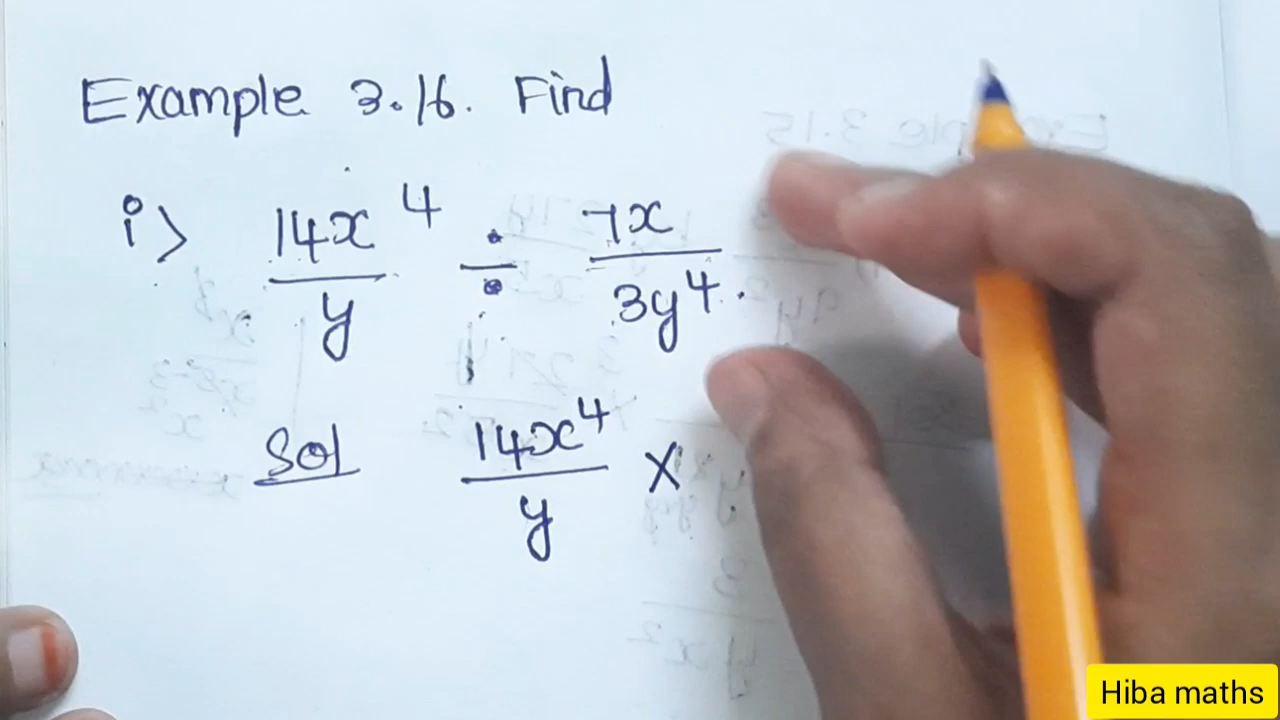 Example 3.16. Find
i> 14x⁴/y ÷ 7x/3y⁴.
Sol 14x⁴/y ×
Hiba maths